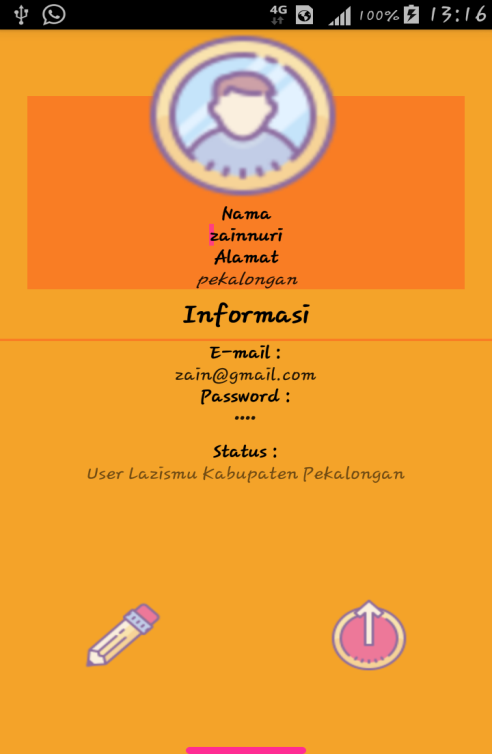 4G 100% 13:16
Nama
zainnuri
Alamat
pekalongan
Informasi
E-mail :
zain@gmail.com
Password :
••••
Status :
User Lazismu Kabupaten Pekalongan